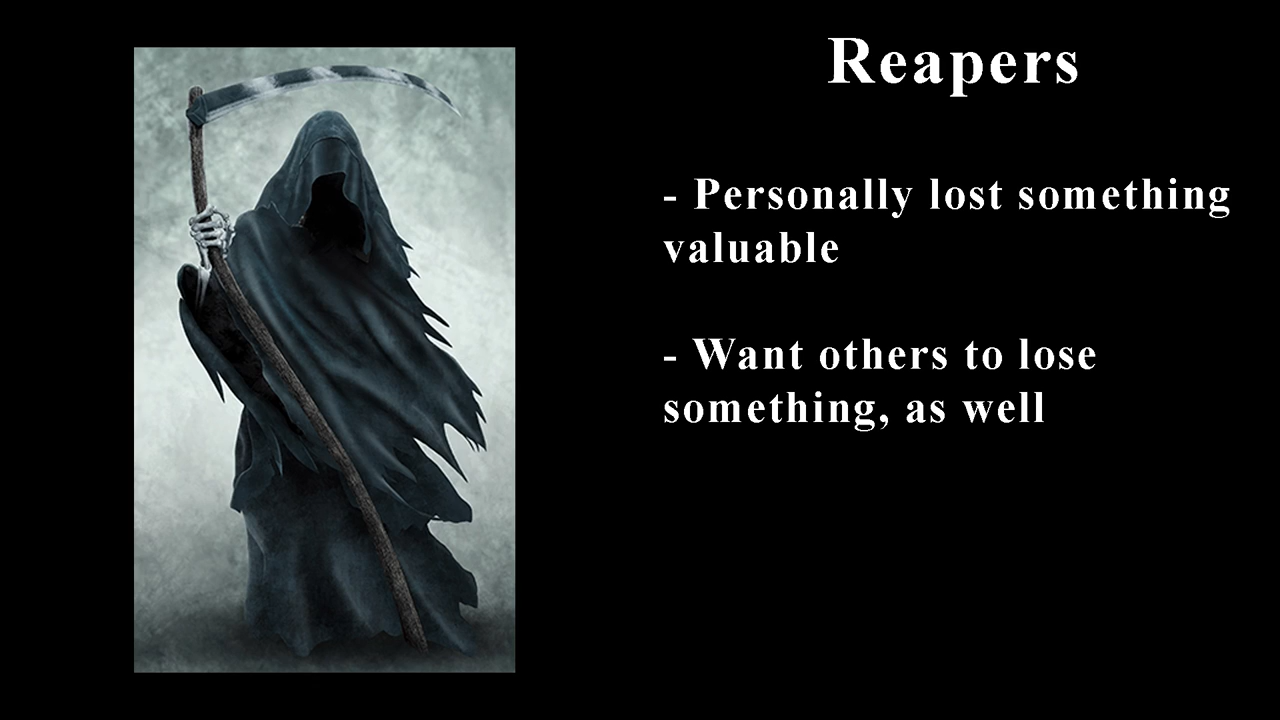 Reapers
- Personally lost something
valuable
- Want others to lose
something, as well